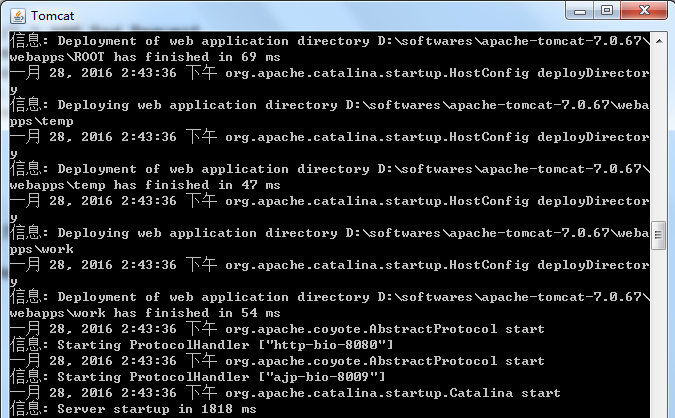 Tomcat
信息: Deployment of web application directory D:\softwares\apache-tomcat-7.0.67\
webapps\ROOT has finished in 69 ms
一月 28, 2016 2:43:36 下午 org.apache.catalina.startup.HostConfig deployDirector
y
信息: Deploying web application directory D:\softwares\apache-tomcat-7.0.67\weba
pps\temp
一月 28, 2016 2:43:36 下午 org.apache.catalina.startup.HostConfig deployDirector
y
信息: Deployment of web application directory D:\softwares\apache-tomcat-7.0.67\
webapps\temp has finished in 47 ms
一月 28, 2016 2:43:36 下午 org.apache.catalina.startup.HostConfig deployDirector
y
信息: Deploying web application directory D:\softwares\apache-tomcat-7.0.67\weba
pps\work
一月 28, 2016 2:43:36 下午 org.apache.catalina.startup.HostConfig deployDirector
y
信息: Deployment of web application directory D:\softwares\apache-tomcat-7.0.67\
webapps\work has finished in 54 ms
一月 28, 2016 2:43:36 下午 org.apache.coyote.AbstractProtocol start
信息: Starting ProtocolHandler ["http-bio-8080"]
一月 28, 2016 2:43:36 下午 org.apache.coyote.AbstractProtocol start
信息: Starting ProtocolHandler ["ajp-bio-8009"]
一月 28, 2016 2:43:36 下午 org.apache.catalina.startup.Catalina start
信息: Server startup in 1818 ms